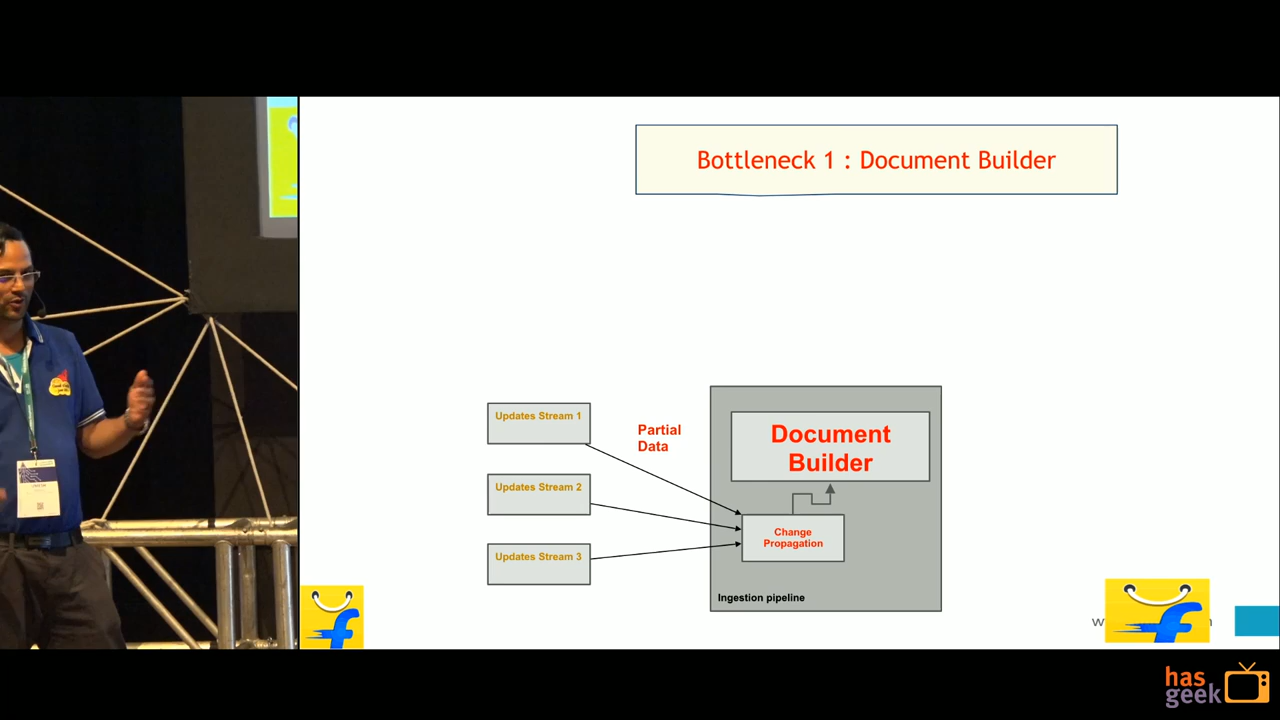 Bottleneck 1 : Document Builder
Updates Stream 1
Partial
Data
Document
Builder
Updates Stream 2
Change
Propagation
Updates Stream 3
Ingestion pipeline
has
geek